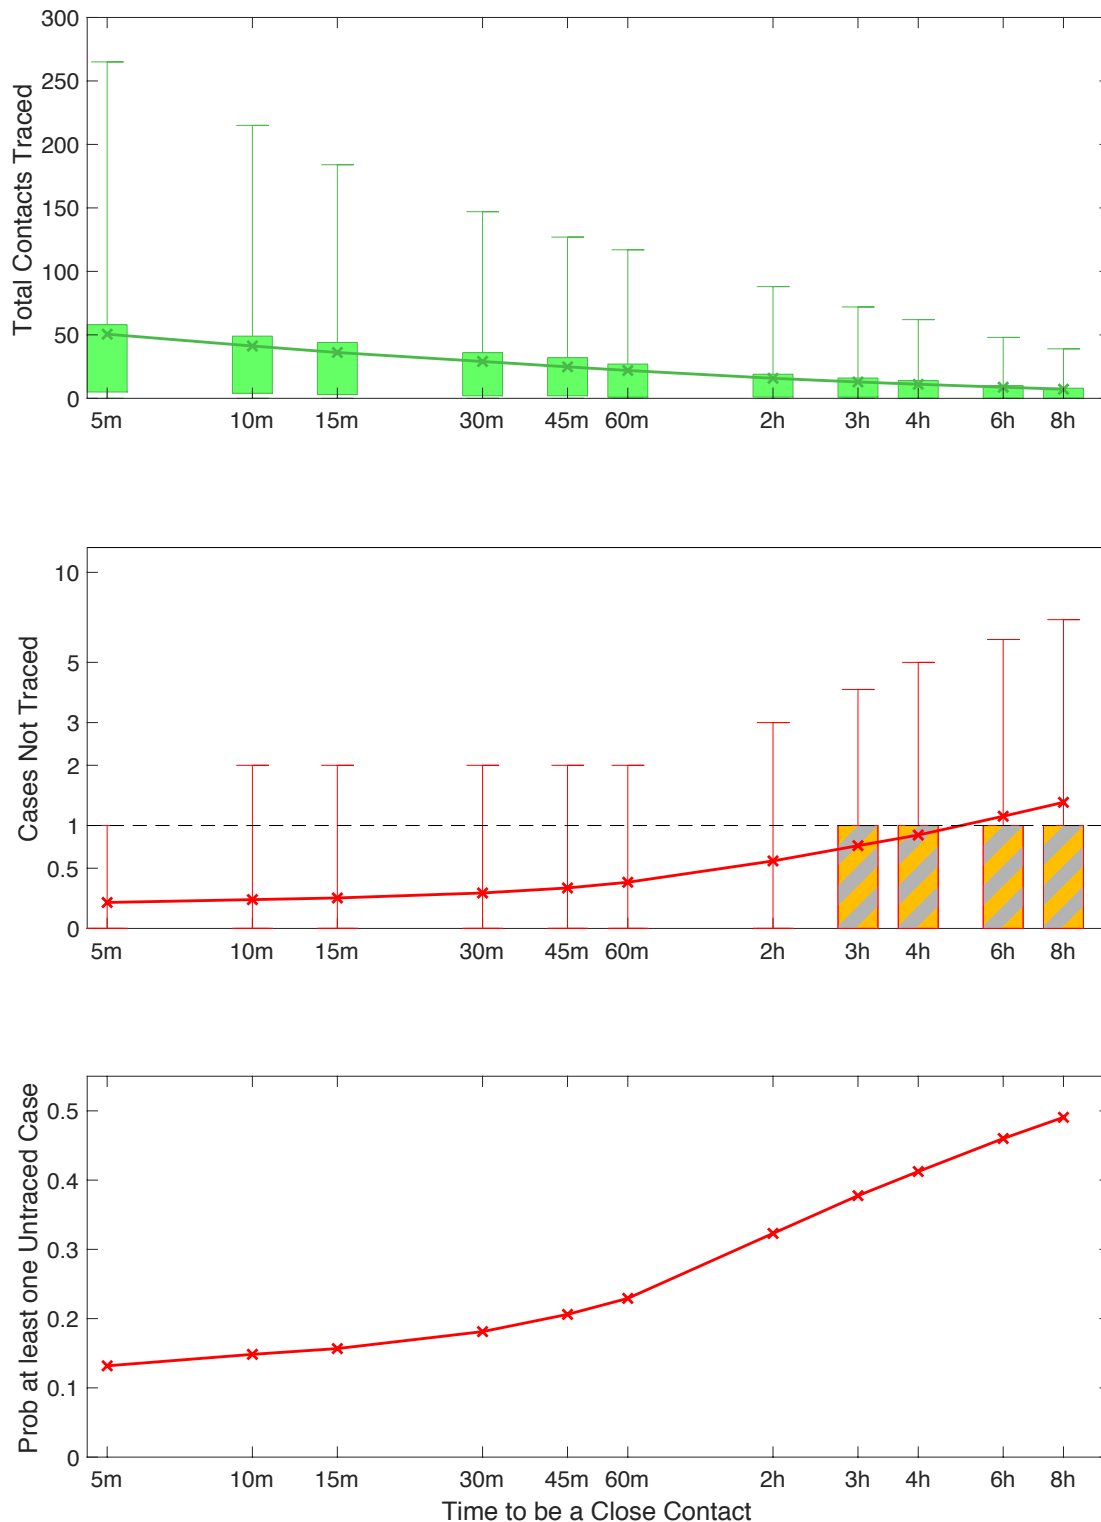 300
250
200
150
100
50
0
Total Contacts Traced
5m 10m 15m 30m 45m 60m 2h 3h 4h 6h 8h
10
5
3
2
1
0.5
0
Cases Not Traced
5m 10m 15m 30m 45m 60m 2h 3h 4h 6h 8h
0.5
0.4
0.3
0.2
0.1
0
Prob at least one Untraced Case
5m 10m 15m 30m 45m 60m 2h 3h 4h 6h 8h
Time to be a Close Contact